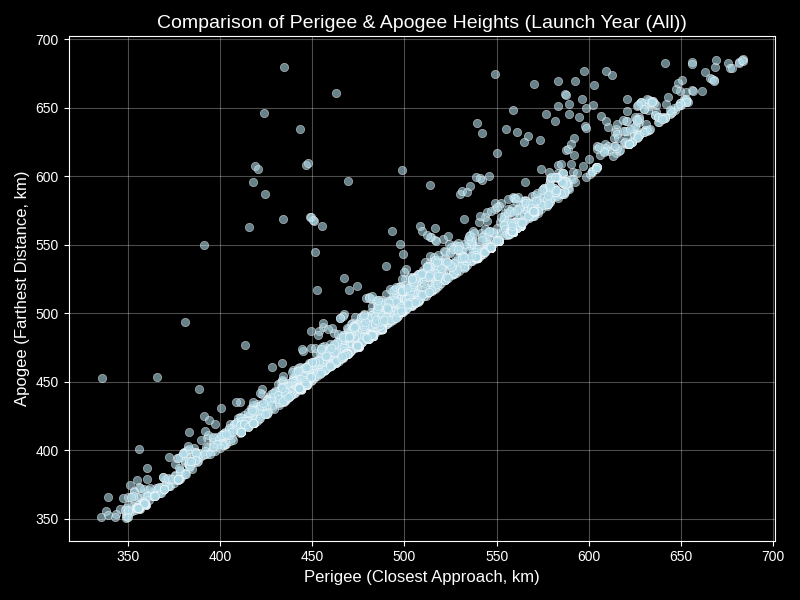 Comparison of Perigee & Apogee Heights (Launch Year (All))
Apogee (Farthest Distance, km)
700
650
600
550
500
450
400
350
350 400 450 500 550 600 650 700
Perigee (Closest Approach, km)